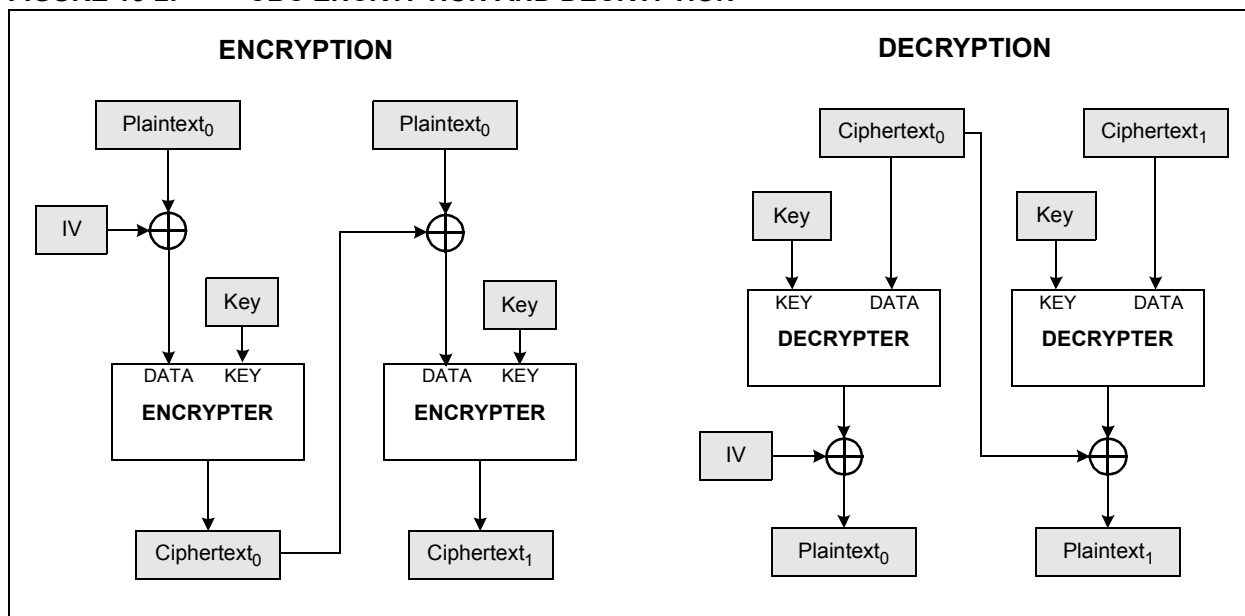 ENCRYPTION
Plaintext0
Plaintext0
IV
Key
Key
DATA KEY
ENCRYPTER
DATA KEY
ENCRYPTER
Ciphertext0
Ciphertext1
DECRYPTION
Ciphertext0
Ciphertext1
Key
Key
KEY DATA
DECRYPTER
KEY DATA
DECRYPTER
IV
Plaintext0
Plaintext1